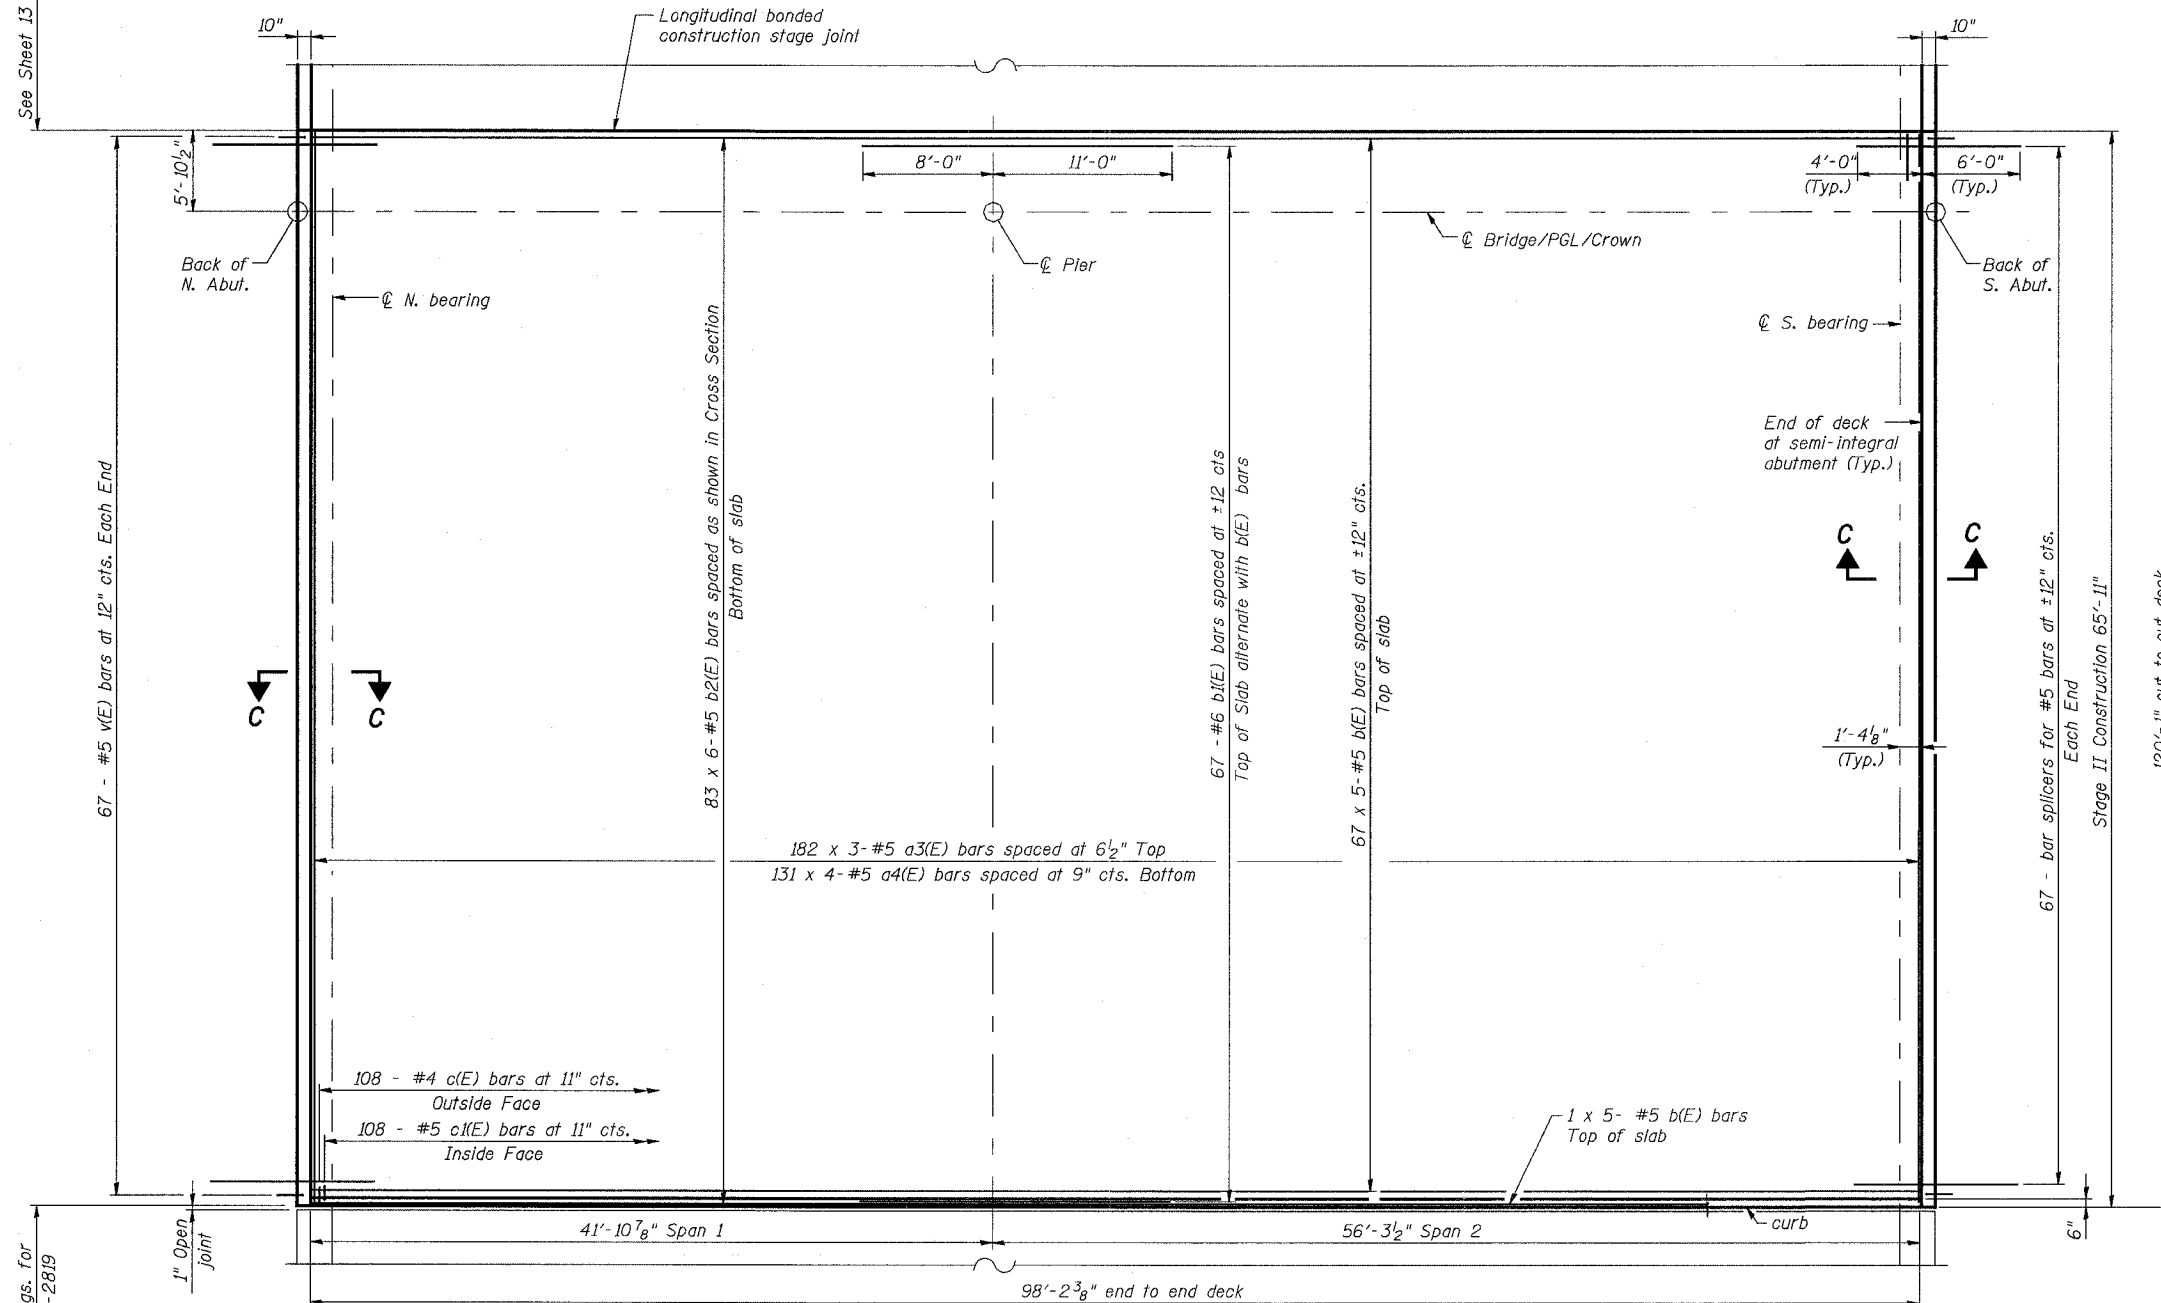 See Sheet 13
10"
Longitudinal bonded
construction stage joint
10"
5'-10½"
8'-0"
11'-0"
4'-0"
(Typ.)
6'-0"
(Typ.)
Back of
N. Abut.
℄ Pier
℄ Bridge/PGL/Crown
Back of
S. Abut.
℄ N. bearing
℄ S. bearing
End of deck
at semi-integral
abutment (Typ.)
67 - #5 v(E) bars at 12" cts. Each End
83 x 6-#5 b2(E) bars spaced as shown in Cross Section
Bottom of slab
67 - #6 b1(E) bars spaced at ±12 cts
Top of Slab alternate with b(E) bars
67 x 5-#5 b(E) bars spaced at ±12" cts.
Top of slab
67 - bar splicers for #5 bars at ±12" cts.
Each End
Stage II Construction 65'-11"
120'-1" out to out deck
C
C
C
C
1'-4⅛"
(Typ.)
182 x 3-#5 a3(E) bars spaced at 6½" Top
131 x 4-#5 a4(E) bars spaced at 9" cts. Bottom
108 - #4 c(E) bars at 11" cts.
Outside Face
108 - #5 c1(E) bars at 11" cts.
Inside Face
1 x 5- #5 b(E) bars
Top of slab
curb
6"
1" Open
joint
41'-10⅞" Span 1
56'-3½" Span 2
98'-2⅜" end to end deck
gs. for
-2819